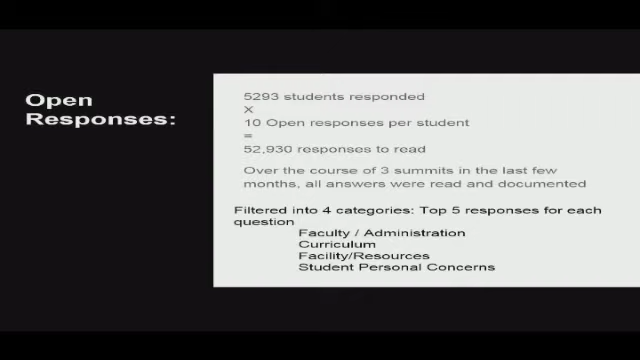 Open
Responses:
5293 students responded
X
10 Open responses per student
=
52,930 responses to read
Over the course of 3 summits in the last few
months, all answers were read and documented
Filtered into 4 categories: Top 5 responses for each
question
Faculty / Administration
Curriculum
Facility/Resources
Student Personal Concerns